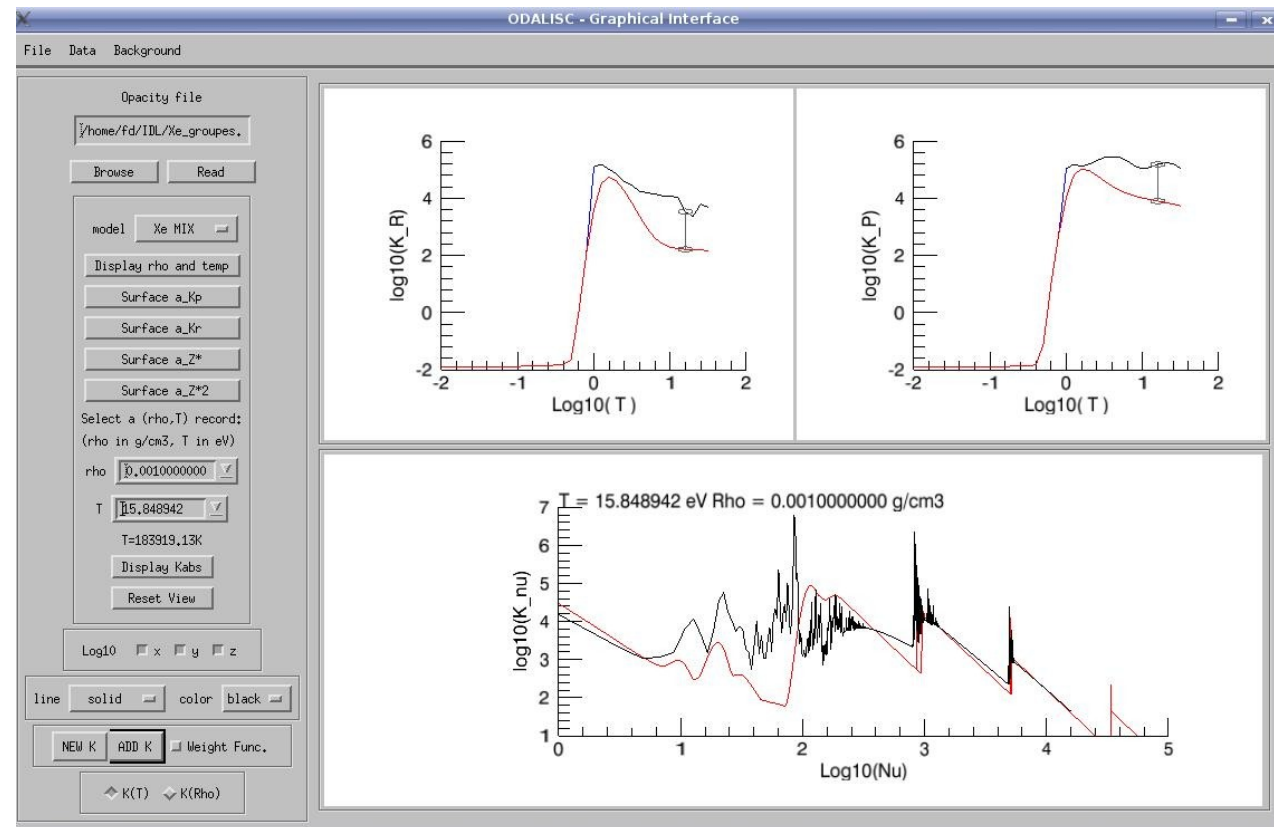 ODALISC - Graphical Interface
File Data Background
Opacity file
/home/fd/IDL/Xe_groupes.
Browse Read
model Xe MIX
Display rho and temp
Surface a_Kp
Surface a_Kr
Surface a_Z*
Surface a_Z*2
Select a (rho,T) record:
(rho in g/cm3, T in eV)
rho 0.0010000000
T 15.848942
T=183919.13K
Display Kabs
Reset View
Log10 x y z
line solid color black
NEW K ADD K Weight Func.
K(T) K(Rho)
log10(K_R)
6
4
2
0
-2
-2 -1 0 1 2
Log10( T )
log10(K_P)
6
4
2
0
-2
-2 -1 0 1 2
Log10( T )
T = 15.848942 eV Rho = 0.0010000000 g/cm3
log10(K_nu)
7
6
5
4
3
2
1
0 1 2 3 4 5
Log10(Nu)